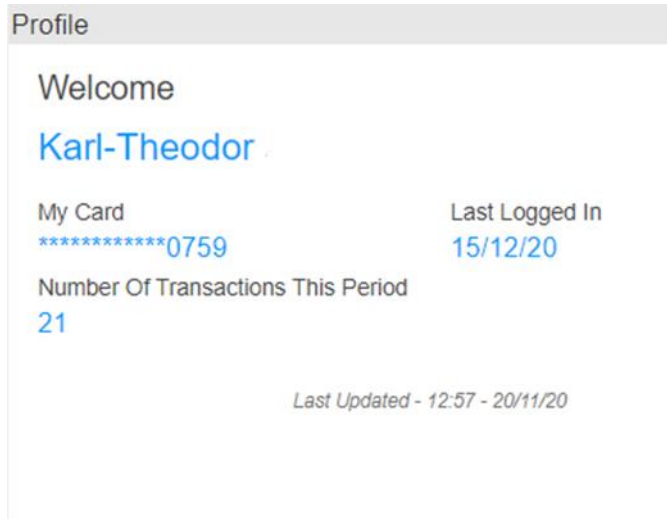 Profile
Welcome
Karl-Theodor
My Card
************0759
Last Logged In
15/12/20
Number Of Transactions This Period
21
Last Updated - 12:57 - 20/11/20